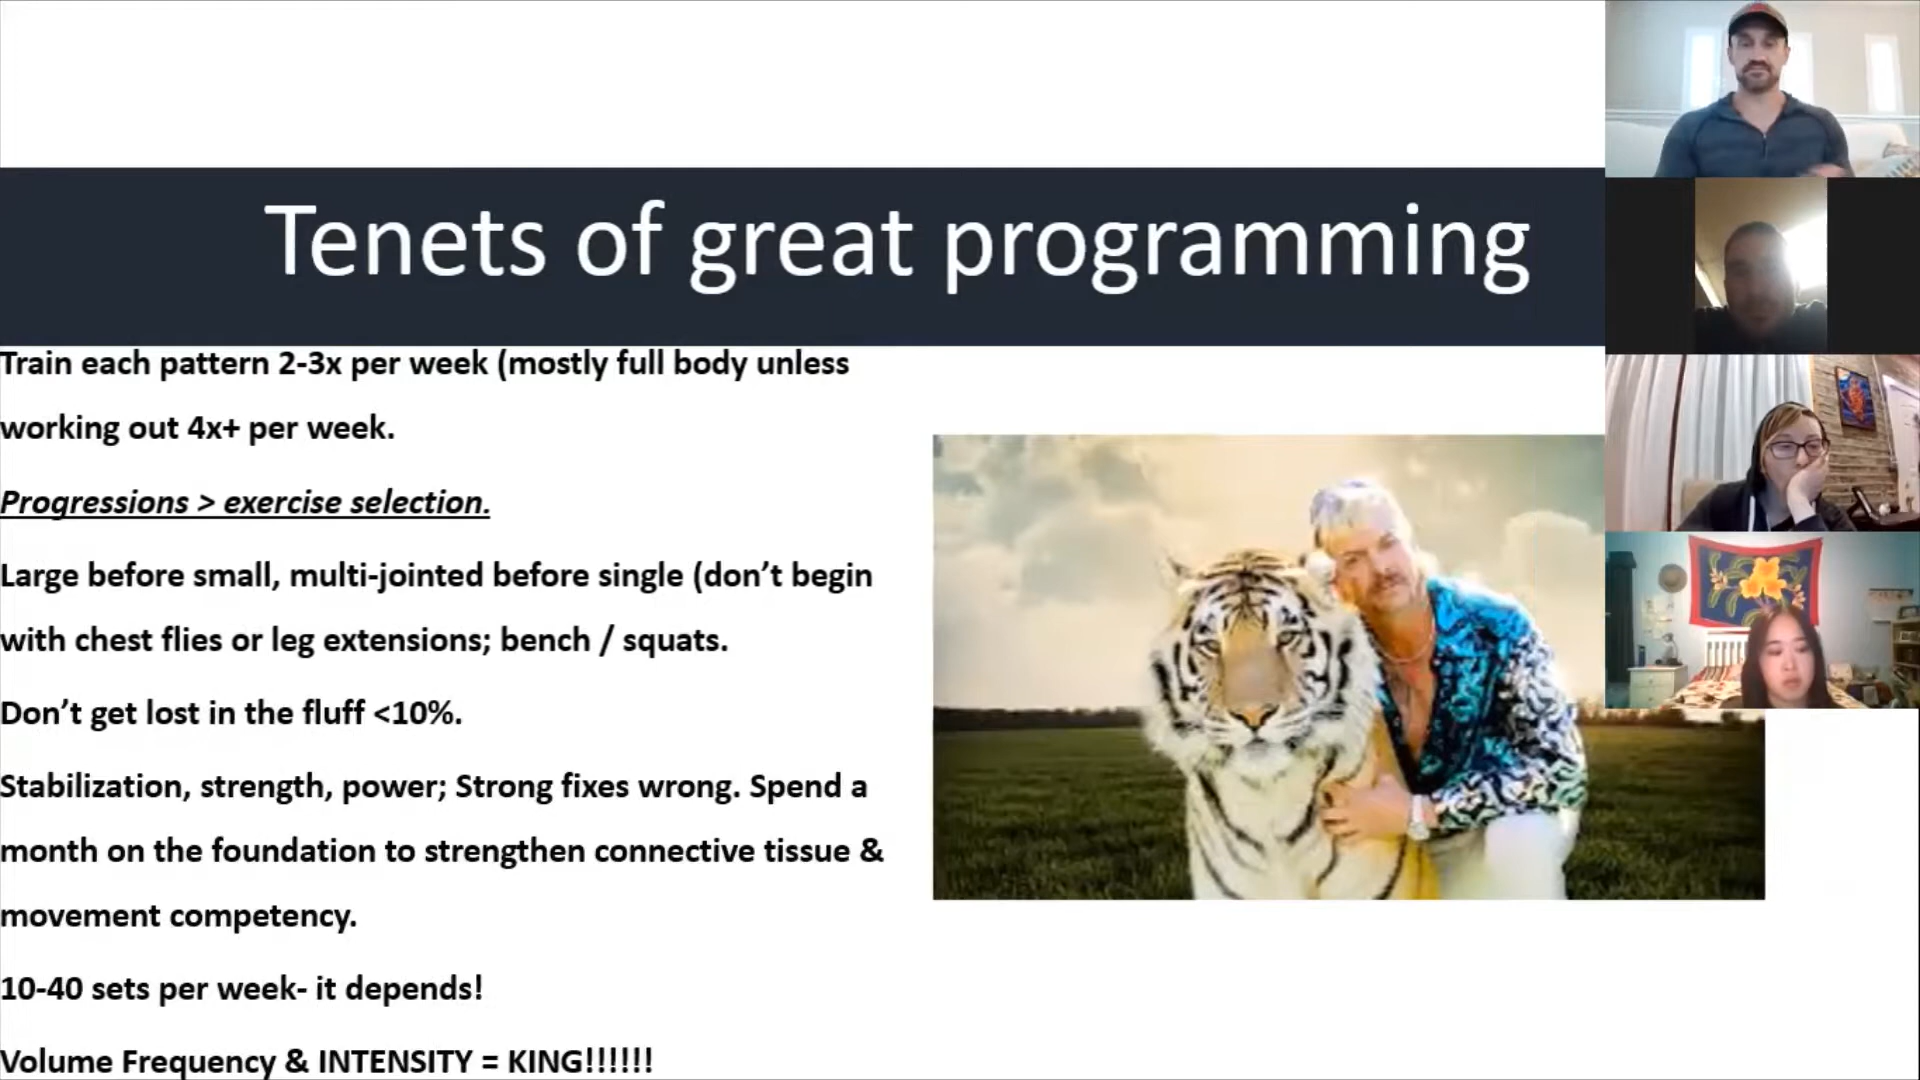 Tenets of great programming
Train each pattern 2-3x per week (mostly full body unless
working out 4x+ per week.
Progressions > exercise selection.
Large before small, multi-jointed before single (don’t begin
with chest flies or leg extensions; bench / squats.
Don’t get lost in the fluff <10%.
Stabilization, strength, power; Strong fixes wrong. Spend a
month on the foundation to strengthen connective tissue &
movement competency.
10-40 sets per week- it depends!
Volume Frequency & INTENSITY = KING!!!!!!